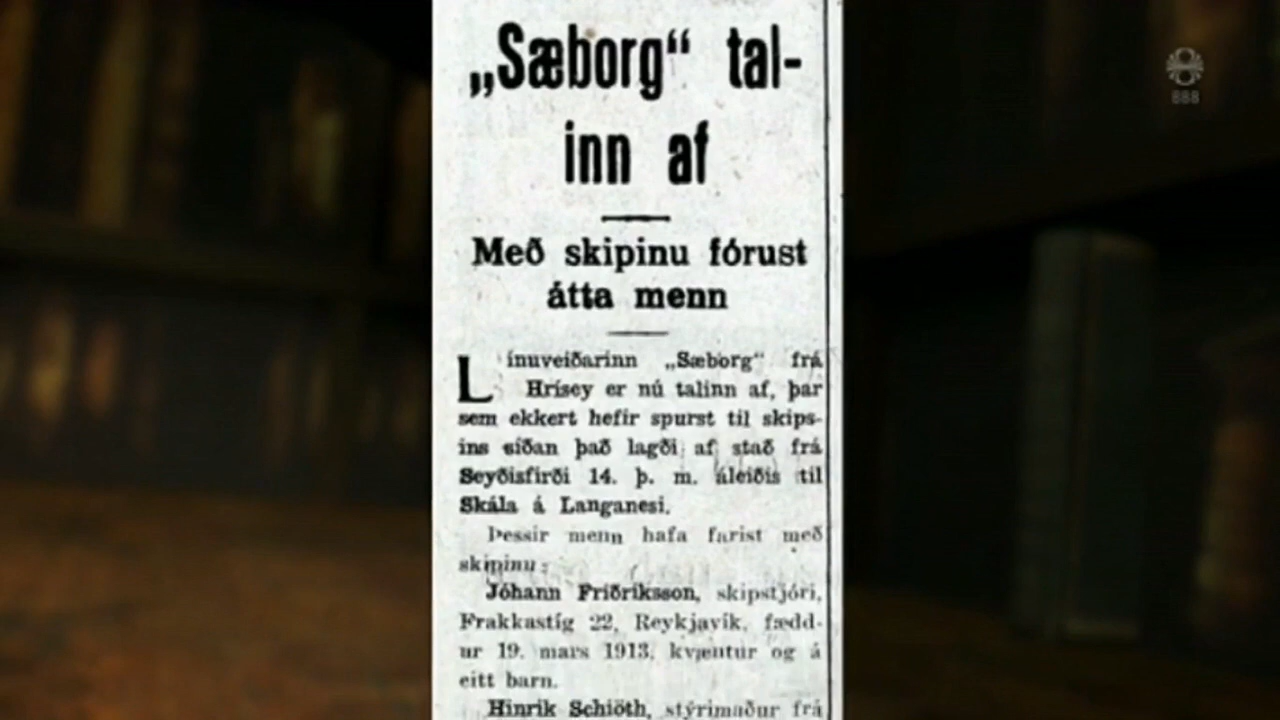 „Sæborg“ tal-
inn af
Með skipinu fórust
átta menn
Línuveiðarinn „Sæborg“ frá
Hrísey er nú talinn af, þar
sem ekkert hefir spurst til skips-
ins síðan það lagði af stað frá
Seyðisfirði 14. þ. m. áleiðis til
Skála á Langanesi.
Þessir menn hafa farist með
skipinu:
Jóhann Friðriksson, skipstjóri,
Frakkastíg 22, Reykjavík, fædd-
ur 19. mars 1913, kvæntur og á
eitt barn.
Hinrik Schiöth, stýrimaður frá
888